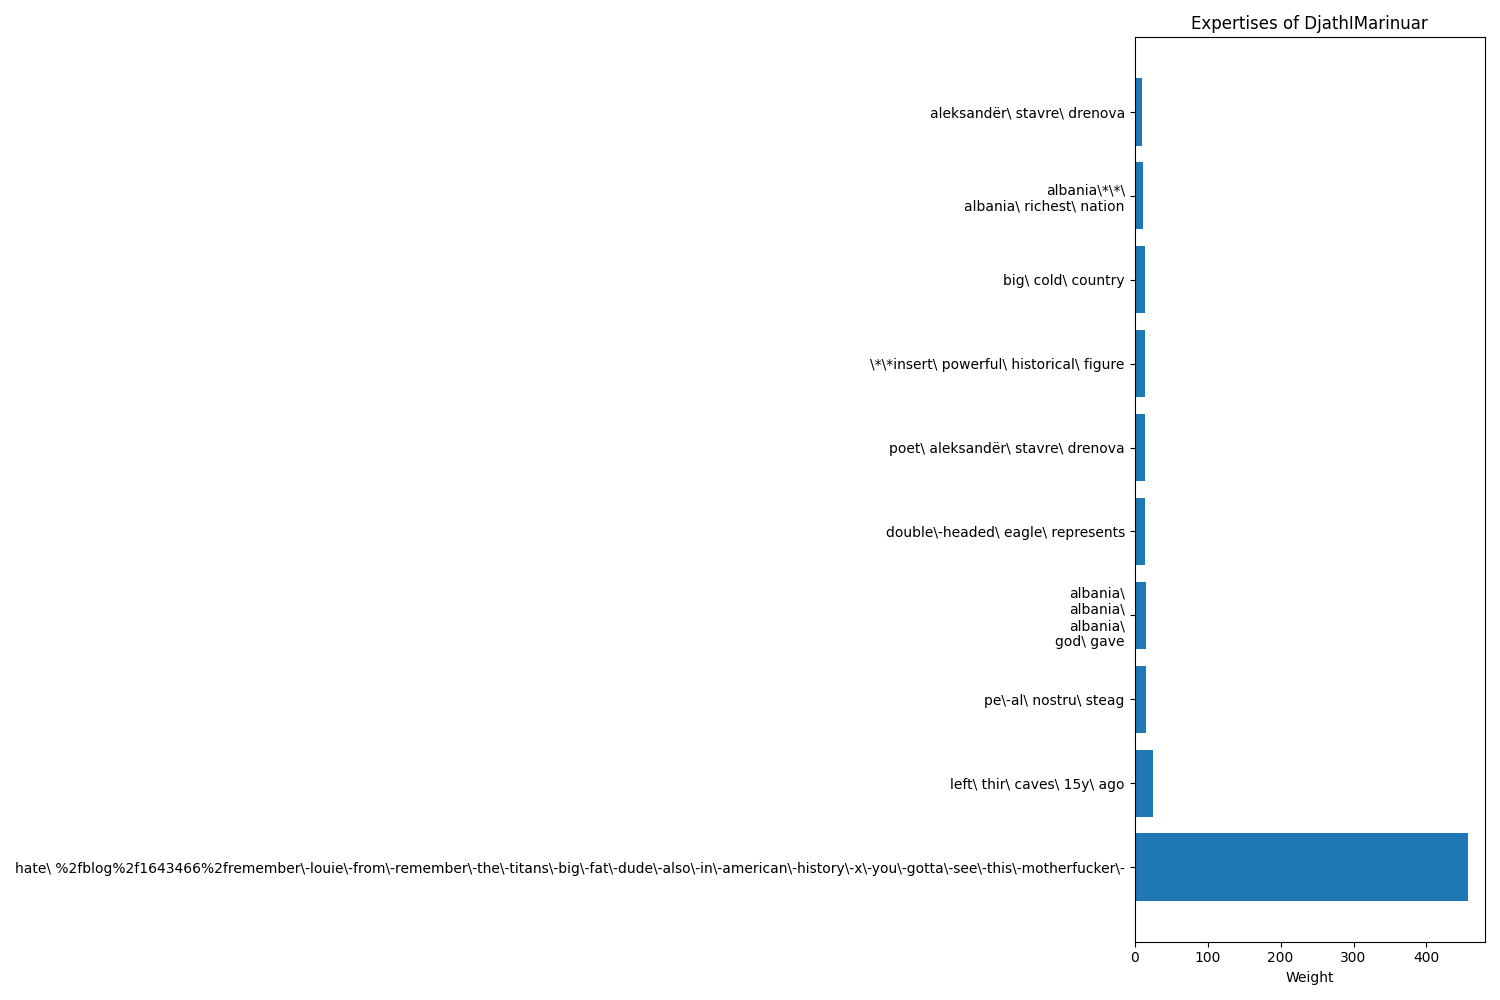 Expertises of DjathIMarinuar
aleksandër\ stavre\ drenova
albania\*\*\
albania\ richest\ nation
big\ cold\ country
\*\*insert\ powerful\ historical\ figure
poet\ aleksandër\ stavre\ drenova
double\-headed\ eagle\ represents
albania\
albania\
albania\
god\ gave
pe\-al\ nostru\ steag
left\ thir\ caves\ 15y\ ago
hate\ %2fblog%2f1643466%2fremember\-louie\-from\-remember\-the\-titans\-big\-fat\-dude\-also\-in\-american\-history\-x\-you\-gotta\-see\-this\-motherfucker\-
0 100 200 300 400
Weight